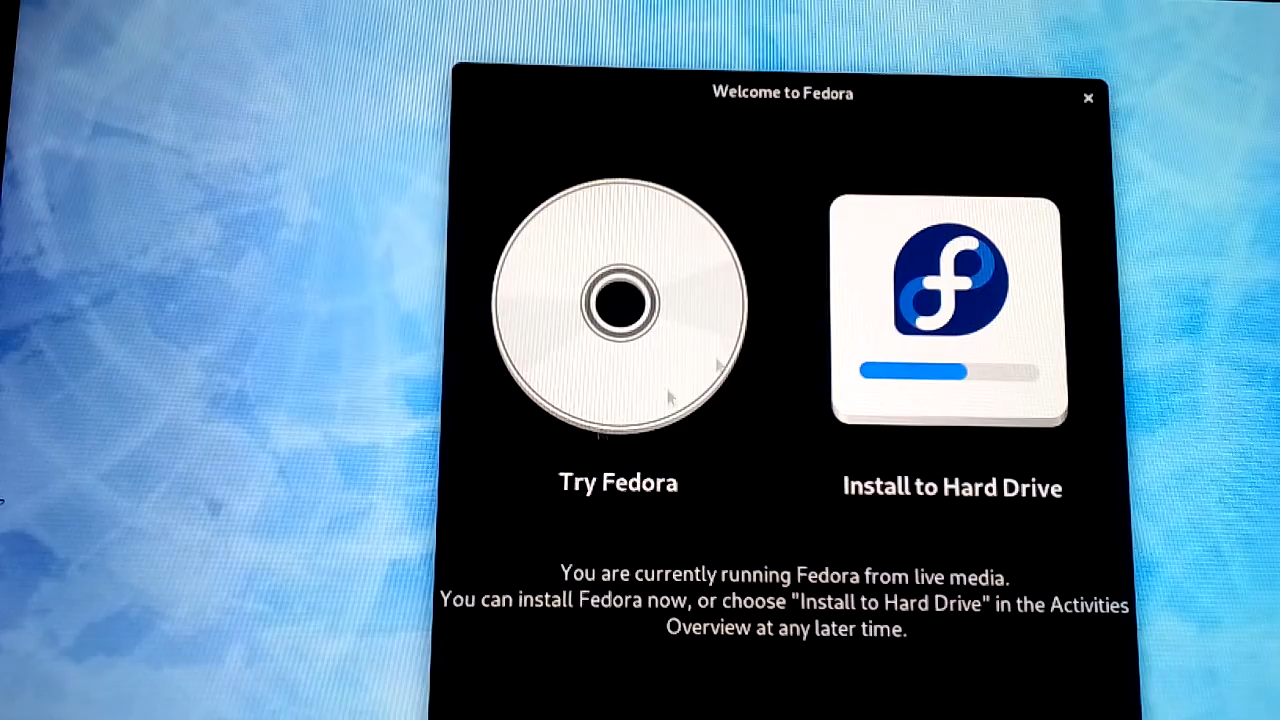 Welcome to Fedora
Try Fedora
Install to Hard Drive
You are currently running Fedora from live media.
You can install Fedora now, or choose "Install to Hard Drive" in the Activities
Overview at any later time.